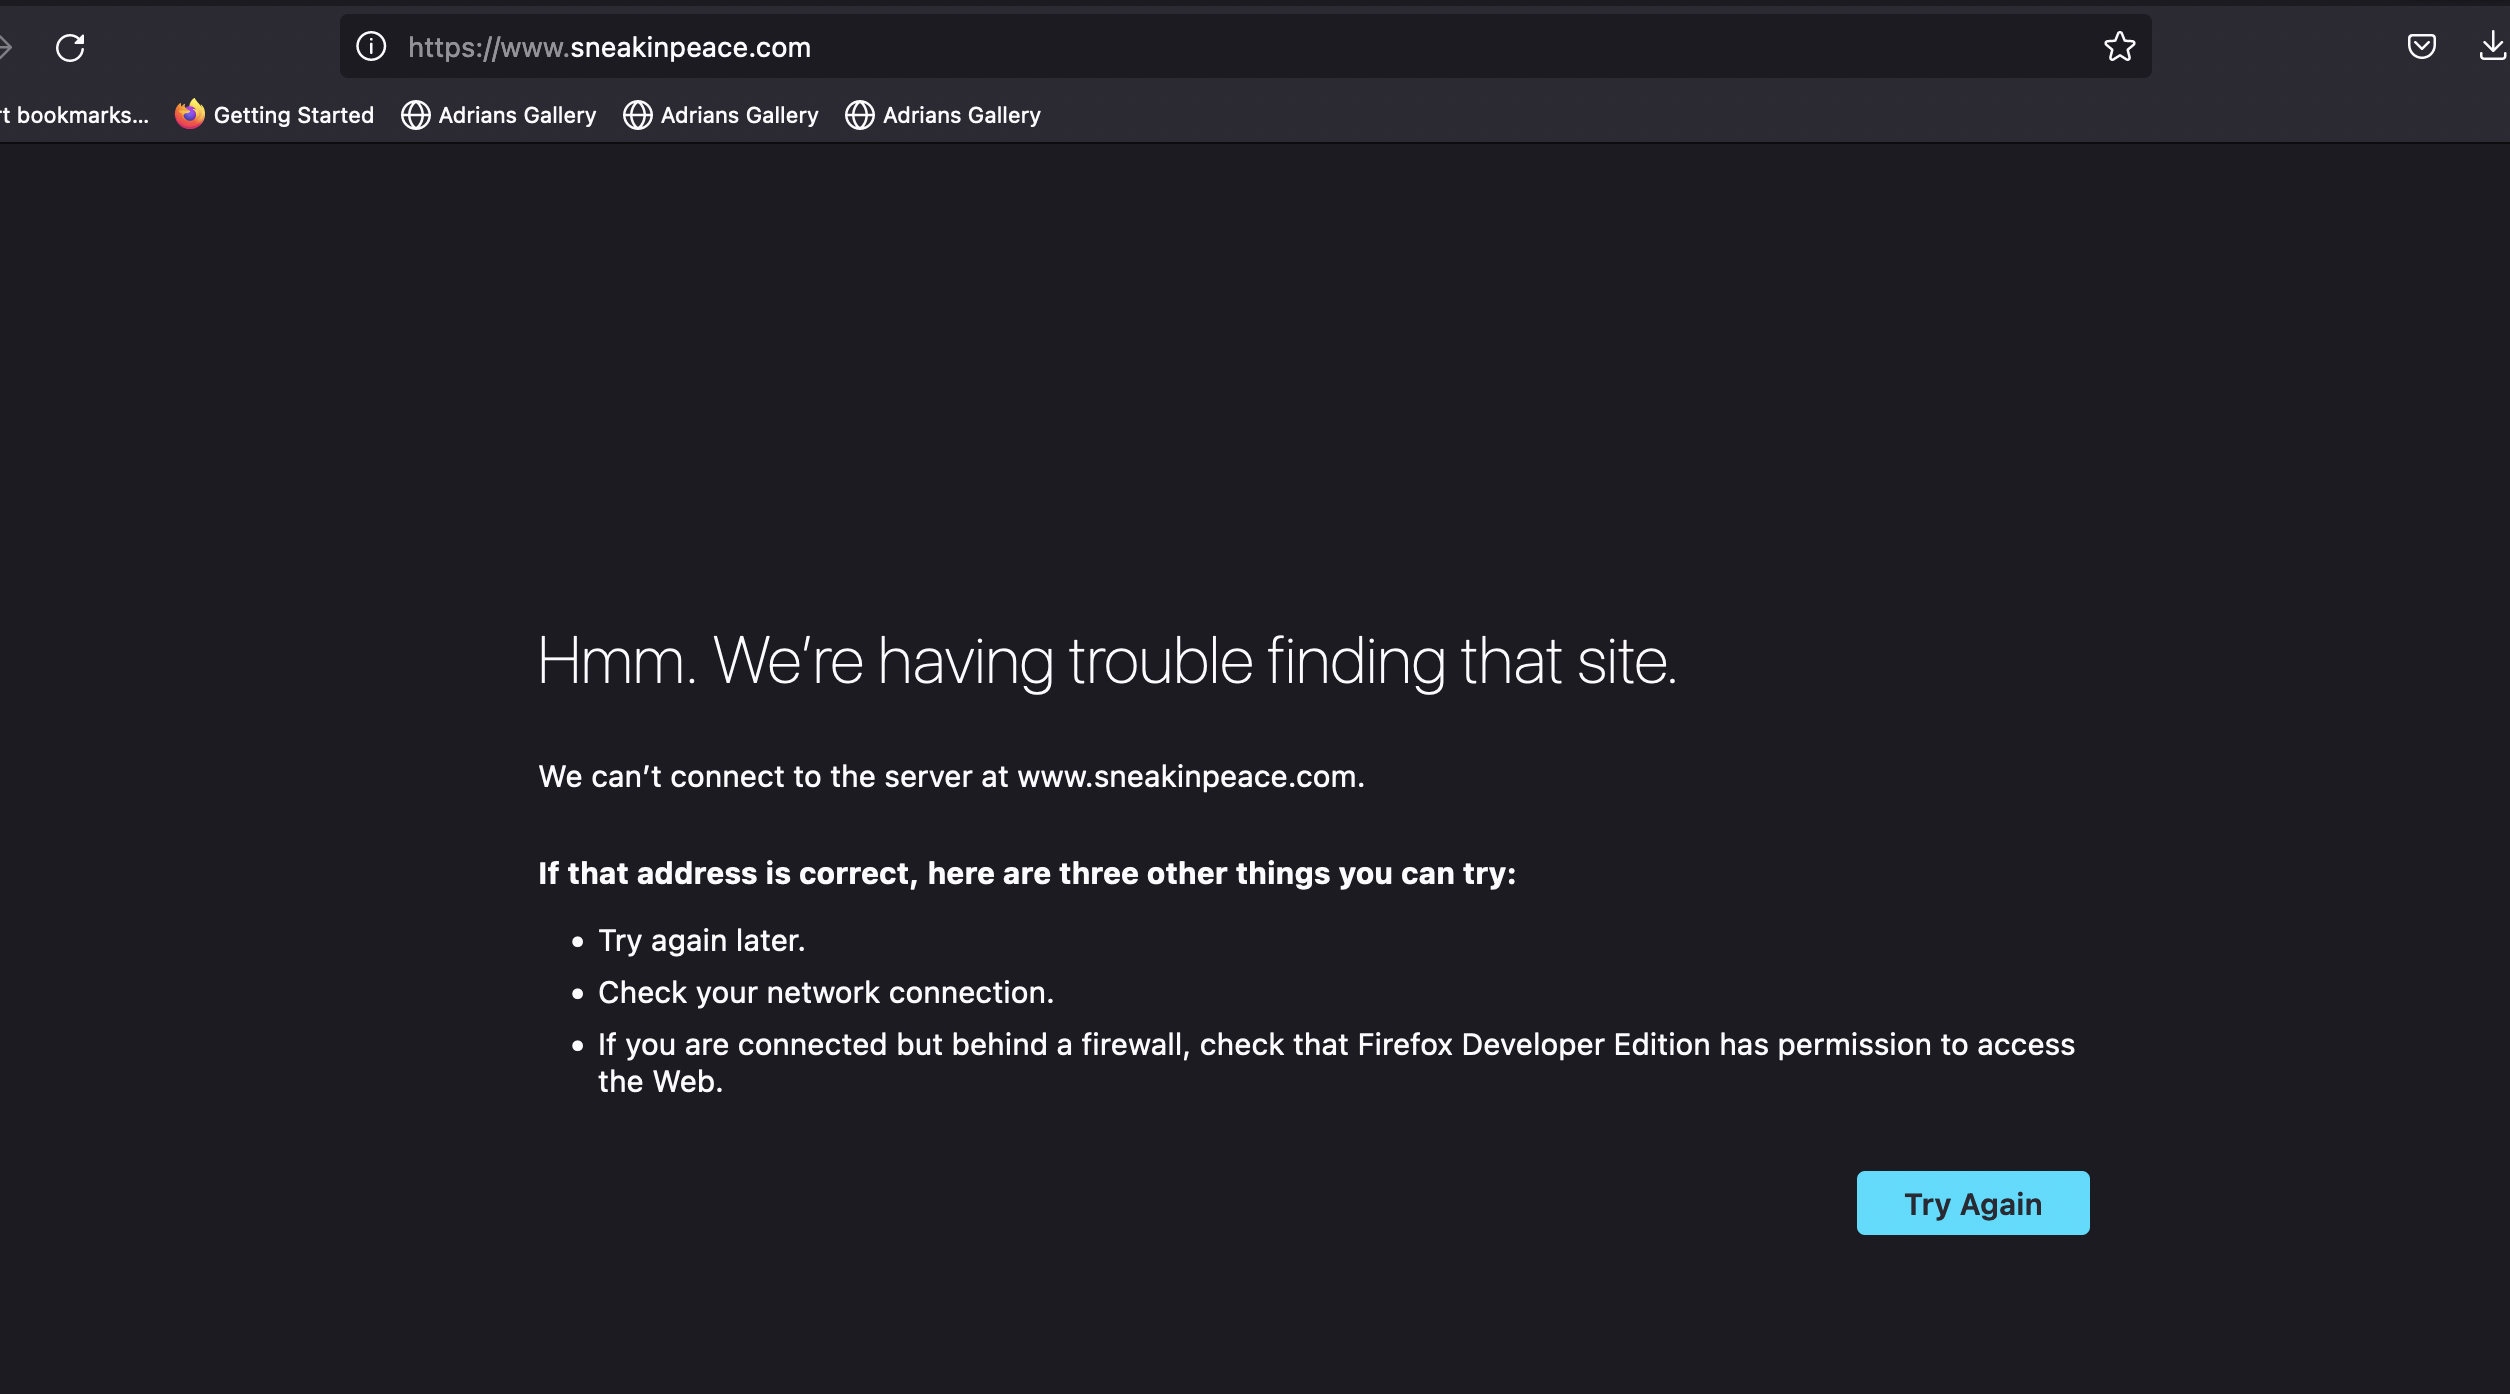 https://www.sneakinpeace.com
bookmarks... Getting Started Adrians Gallery Adrians Gallery Adrians Gallery
Hmm. We're having trouble finding that site.
We can't connect to the server at www.sneakinpeace.com.
If that address is correct, here are three other things you can try:
• Try again later.
• Check your network connection.
• If you are connected but behind a firewall, check that Firefox Developer Edition has permission to access
the Web.
Try Again